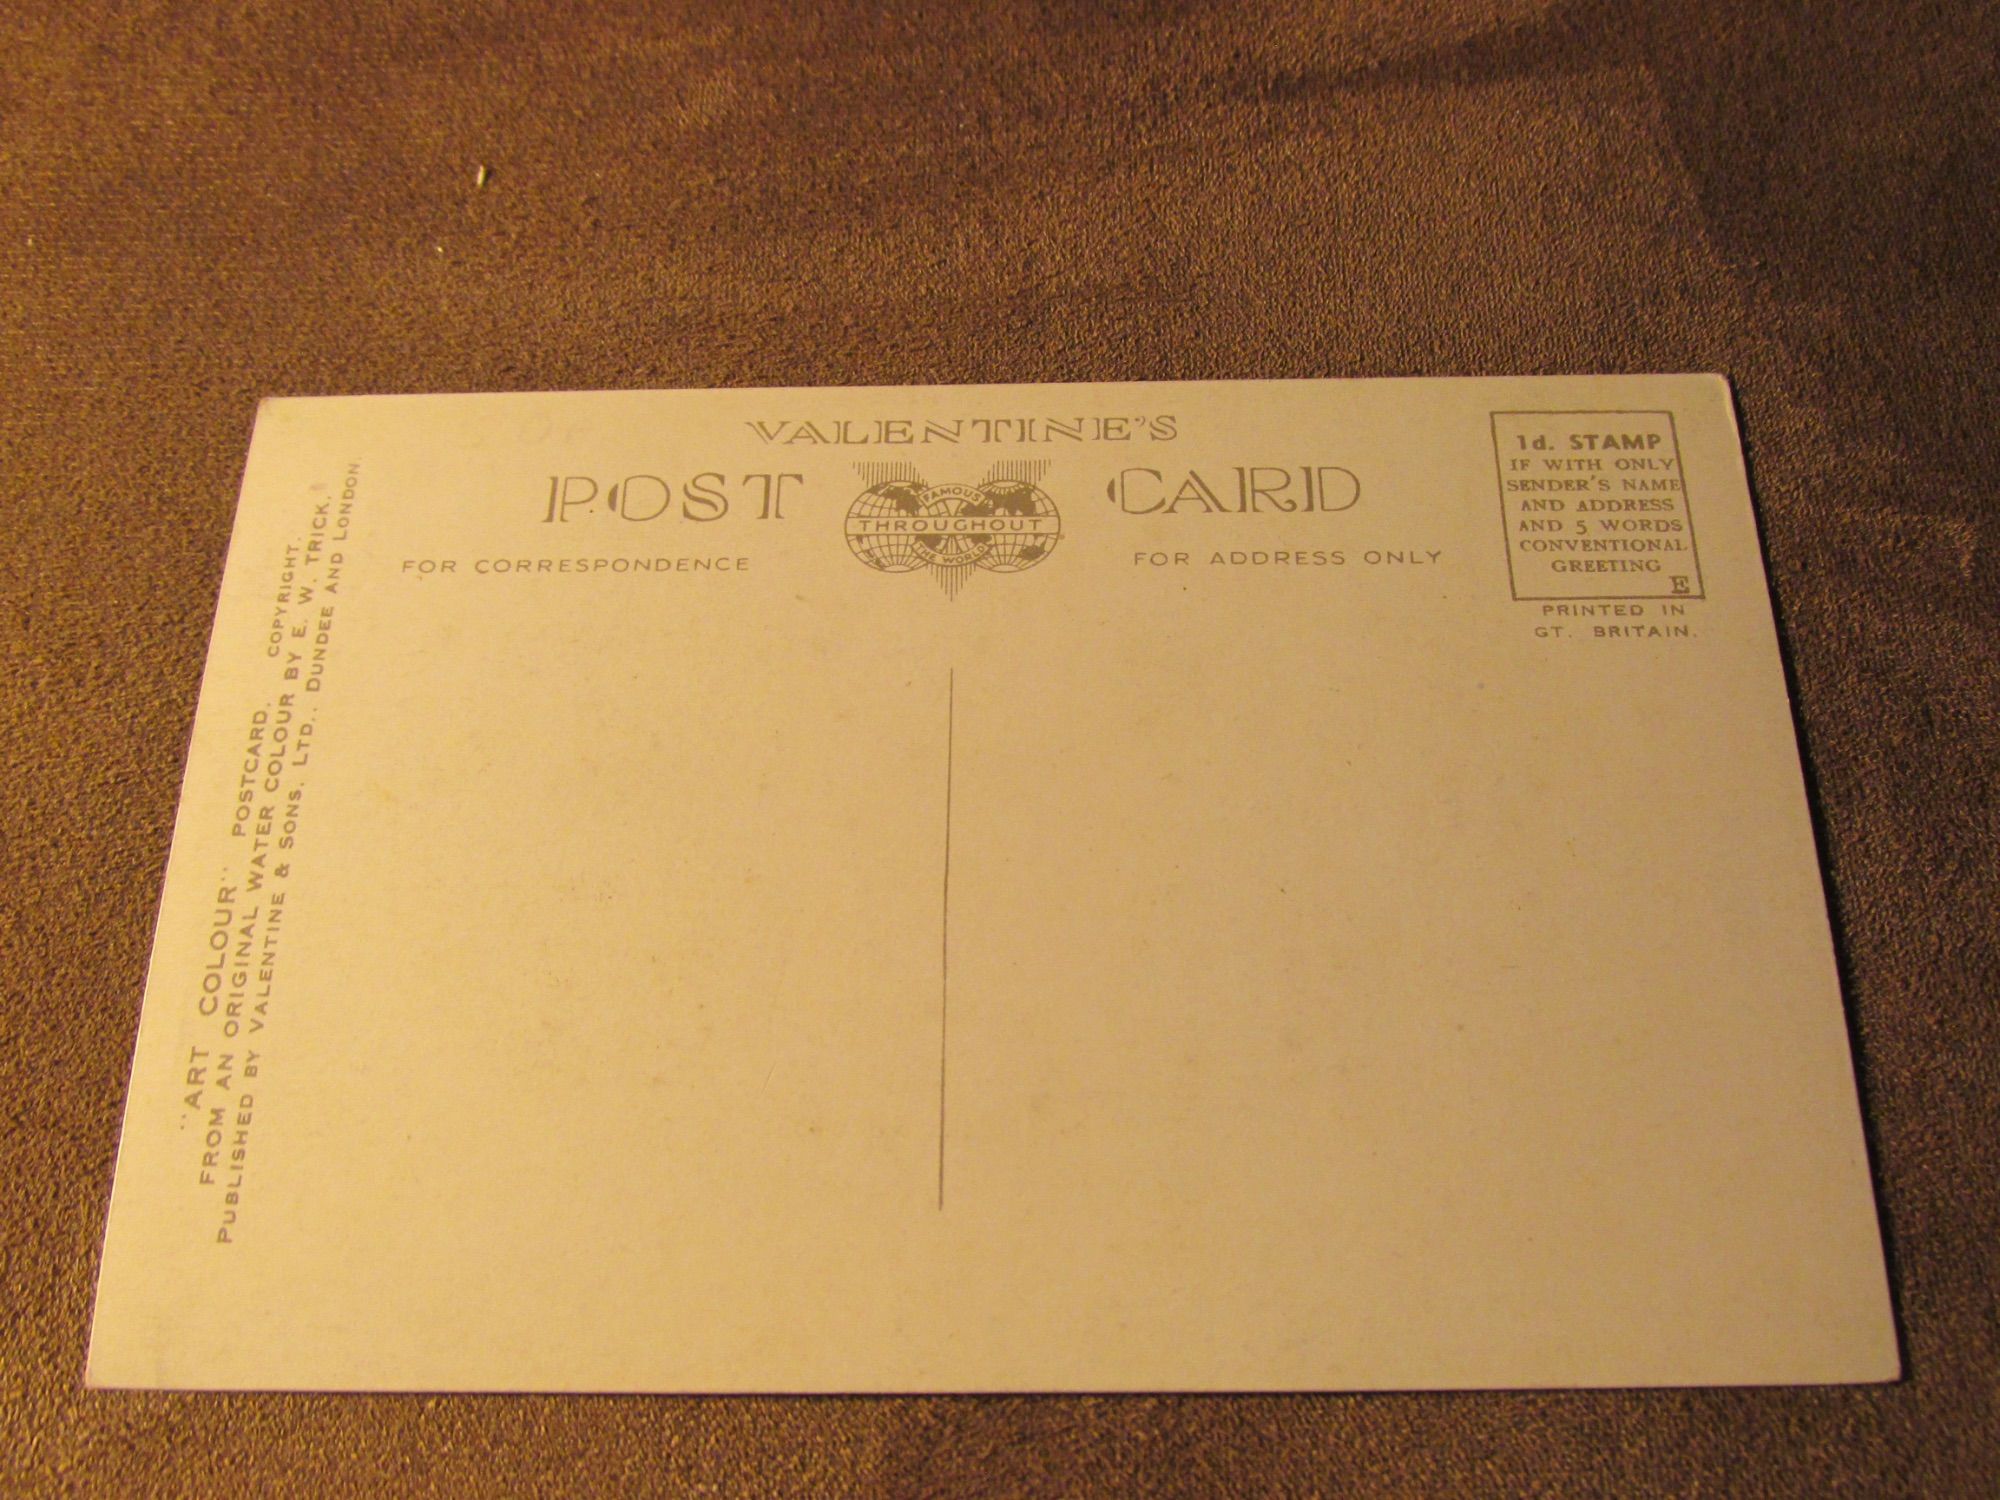 VALENTINE'S
POST CARD
FAMOUS
THROUGHOUT
THE WORLD
FOR CORRESPONDENCE
FOR ADDRESS ONLY
1d. STAMP
IF WITH ONLY
SENDER'S NAME
AND ADDRESS
AND 5 WORDS
CONVENTIONAL
GREETING
E
PRINTED IN
GT. BRITAIN.
"ART COLOUR" POSTCARD. COPYRIGHT.
FROM AN ORIGINAL WATER COLOUR BY E. W. TRICK.
PUBLISHED BY VALENTINE & SONS, LTD., DUNDEE AND LONDON.